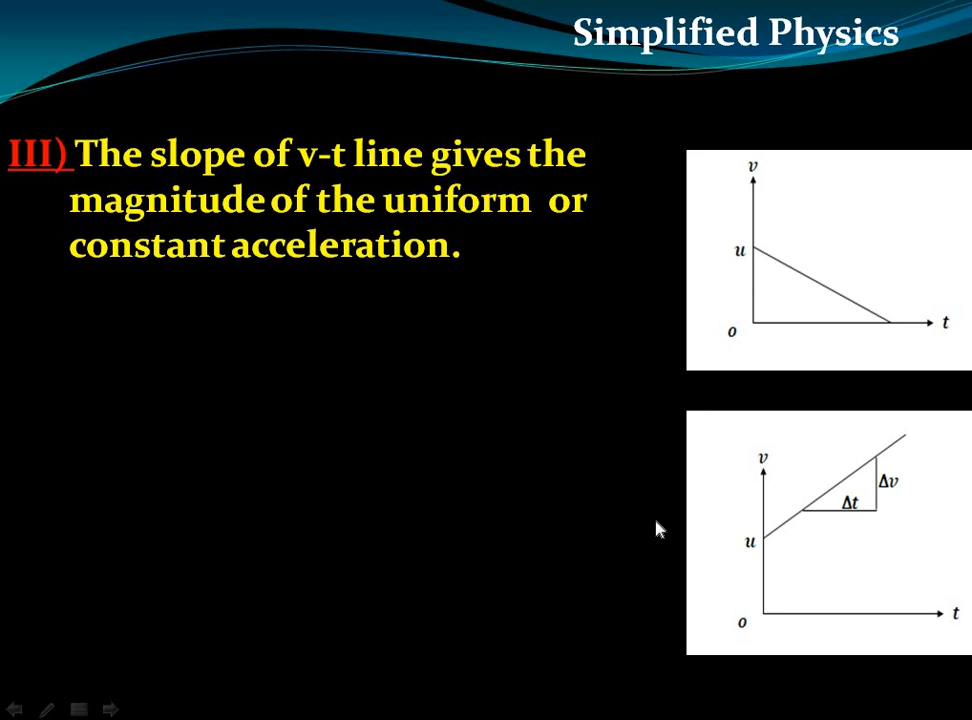 Simplified Physics
III) The slope of v-t line gives the
magnitude of the uniform or
constant acceleration.
v
u
o
t
v
Δv
Δt
u
o
t